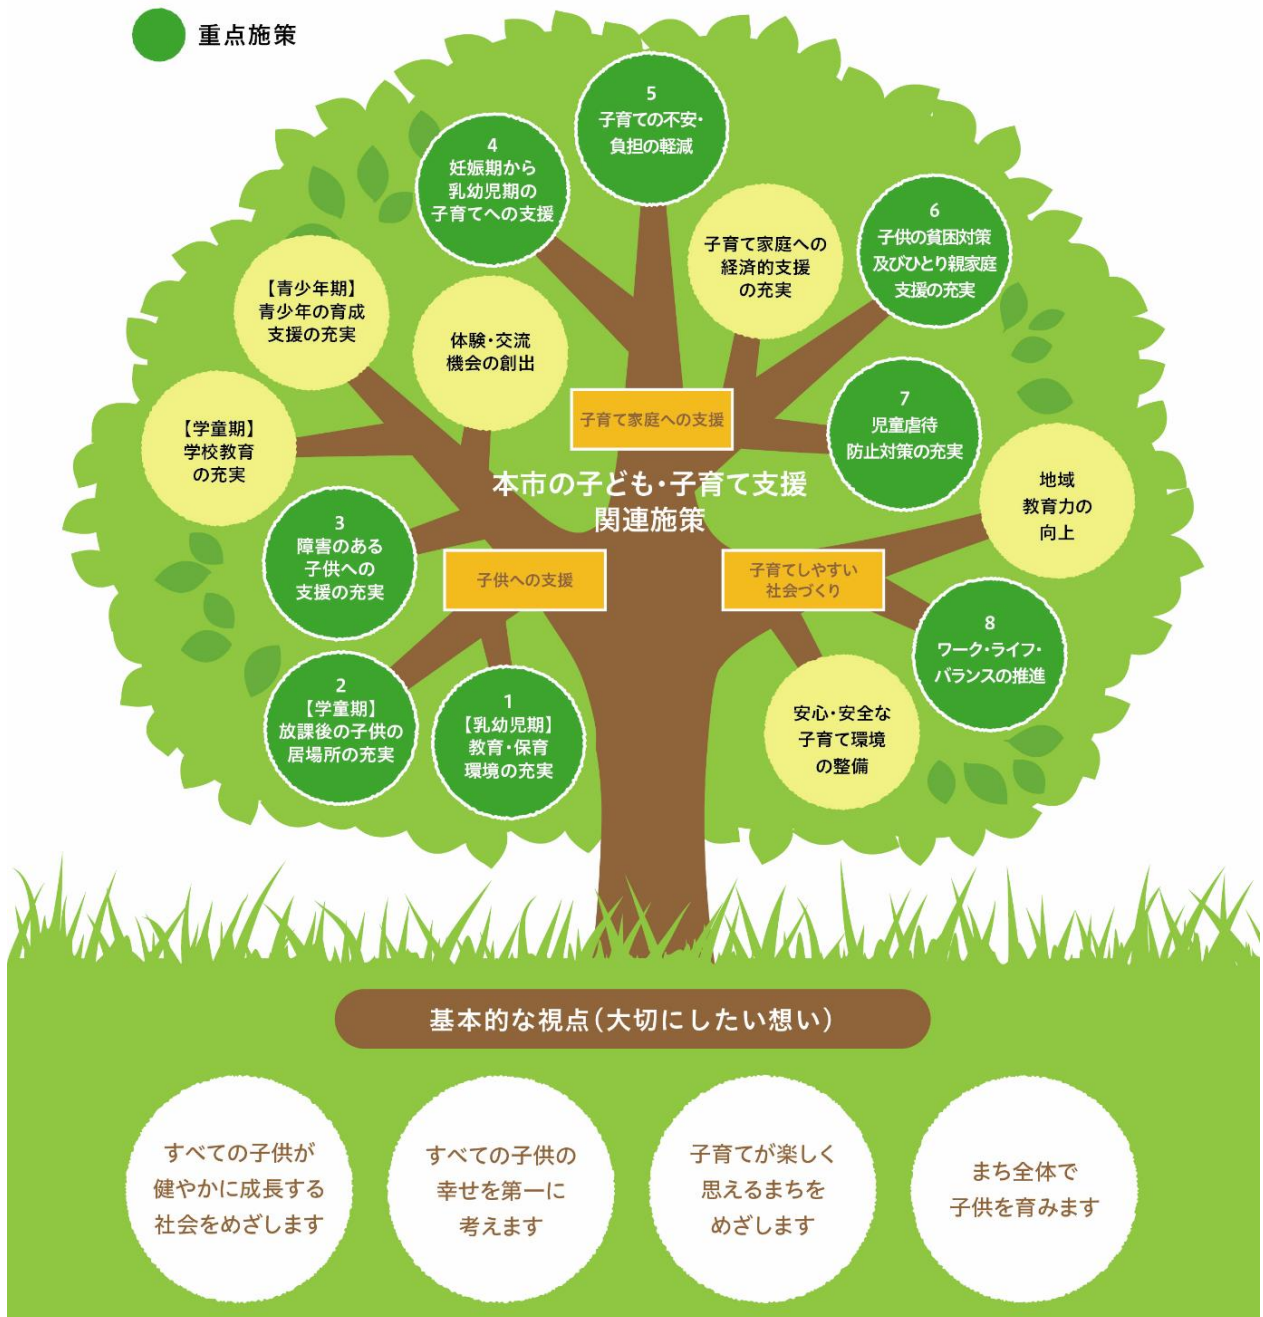 重点施策
5
子育ての不安・
負担の軽減
4
妊娠期から
乳幼児期の
子育てへの支援
子育て家庭への
経済的支援
の充実
6
子供の貧困対策
及びひとり親家庭
支援の充実
【青少年期】
青少年の育成
支援の充実
体験・交流
機会の創出
7
児童虐待
防止対策の充実
子育て家庭への支援
【学童期】
学校教育
の充実
本市の子ども・子育て支援
関連施策
地域
教育力の
向上
3
障害のある
子供への
支援の充実
子供への支援
子育てしやすい
社会づくり
8
ワーク・ライフ・
バランスの推進
2
【学童期】
放課後の子供の
居場所の充実
1
【乳幼児期】
教育・保育
環境の充実
安心・安全な
子育て環境
の整備
基本的な視点（大切にしたい想い）
すべての子供が
健やかに成長する
社会をめざします
すべての子供の
幸せを第一に
考えます
子育てが楽しく
思えるまちを
めざします
まち全体で
子供を育みます